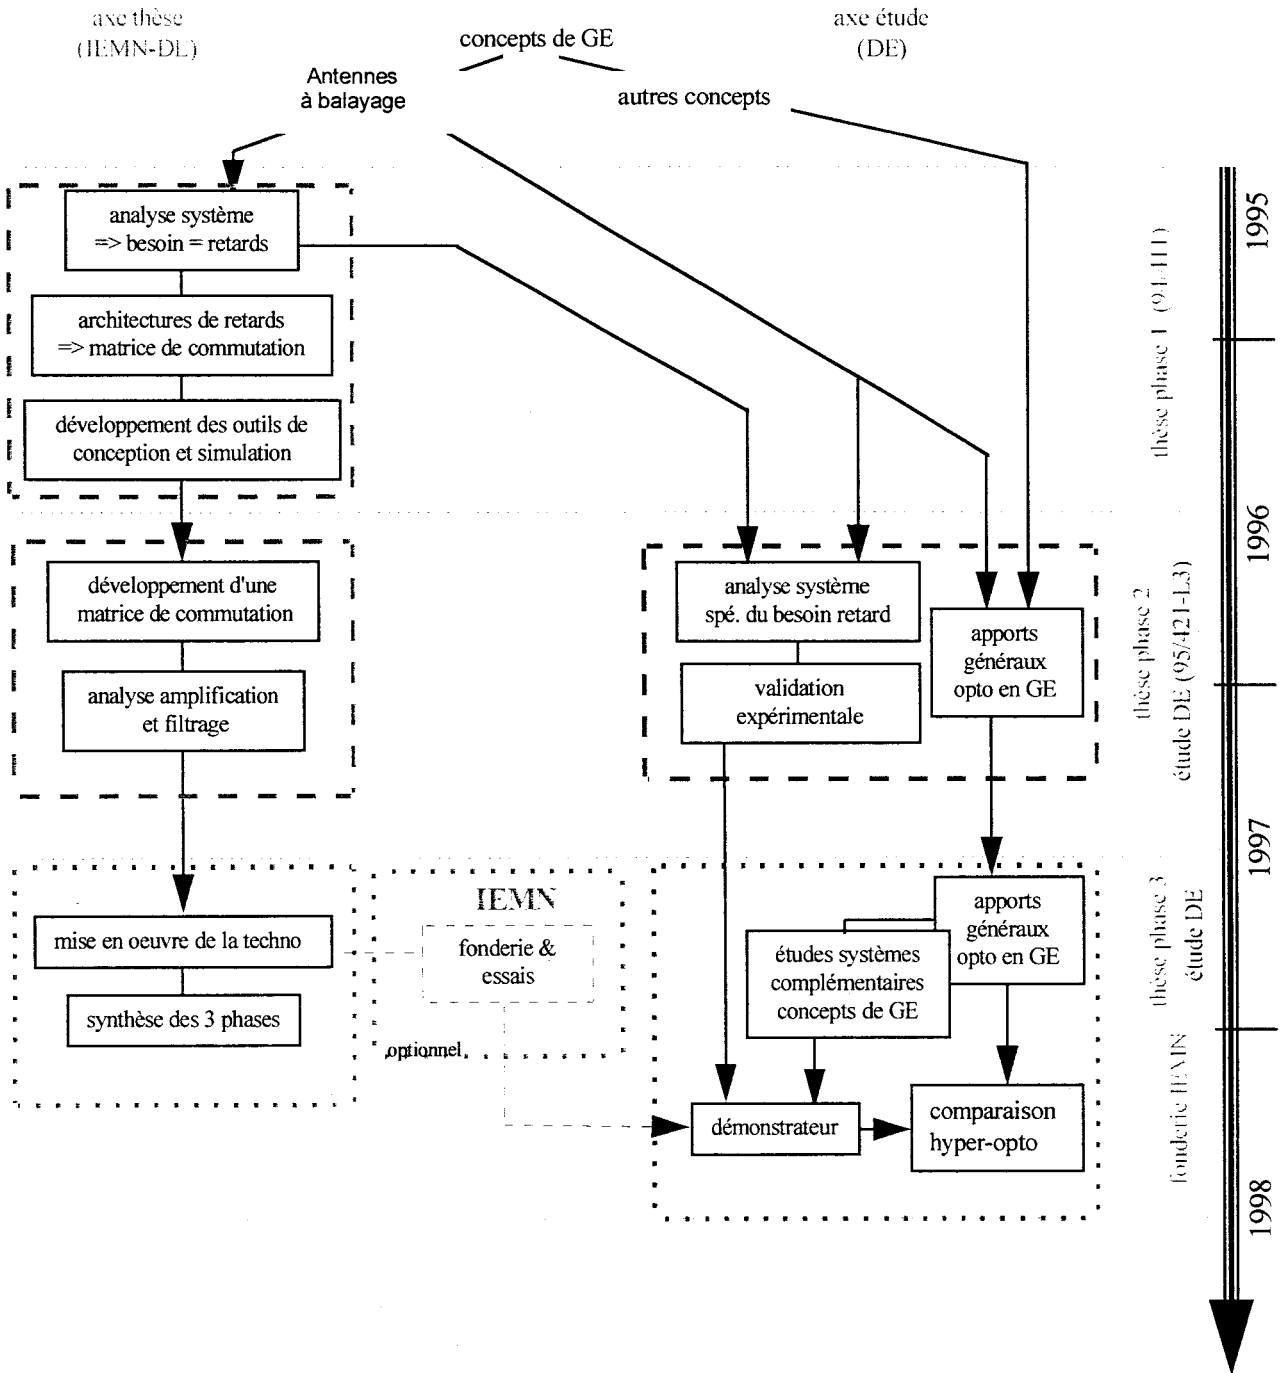 axe thèse
(IEMN-DE)
axe étude
(DE)
concepts de GE
Antennes
à balayage
autres concepts
analyse système
=> besoin = retards
architectures de retards
=> matrice de commutation
développement des outils de
conception et simulation
thèse phase 1
1995
développement d'une
matrice de commutation
analyse amplification
et filtrage
analyse système
spé. du besoin retard
validation
expérimentale
apports
généraux
opto en GE
thèse phase 2
étude DE (95/421-L3)
1996
mise en oeuvre de la techno
synthèse des 3 phases
IEMN
fonderie &
essais
optionnel
apports
généraux
opto en GE
études systèmes
complémentaires
concepts de GE
démonstrateur
comparaison
hyper-opto
thèse phase 3
étude DE
fonderie IEMN
1997
1998